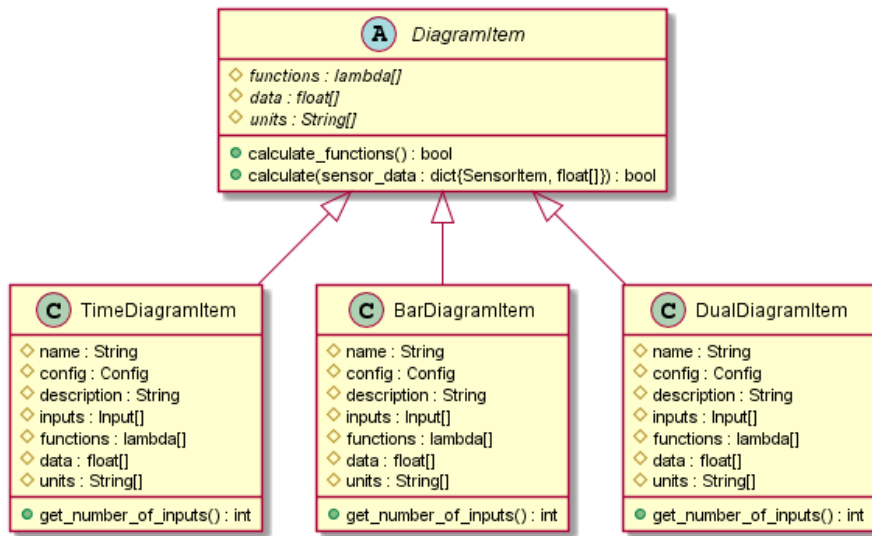 A DiagramItem
functions : lambda[]
data : float[]
units : String[]
calculate_functions() : bool
calculate(sensor_data : dict{SensorItem, float[]}) : bool
C TimeDiagramItem
name : String
config : Config
description : String
inputs : Input[]
functions : lambda[]
data : float[]
units : String[]
get_number_of_inputs() : int
C BarDiagramItem
name : String
config : Config
description : String
inputs : Input[]
functions : lambda[]
data : float[]
units : String[]
get_number_of_inputs() : int
C DualDiagramItem
name : String
config : Config
description : String
inputs : Input[]
functions : lambda[]
data : float[]
units : String[]
get_number_of_inputs() : int